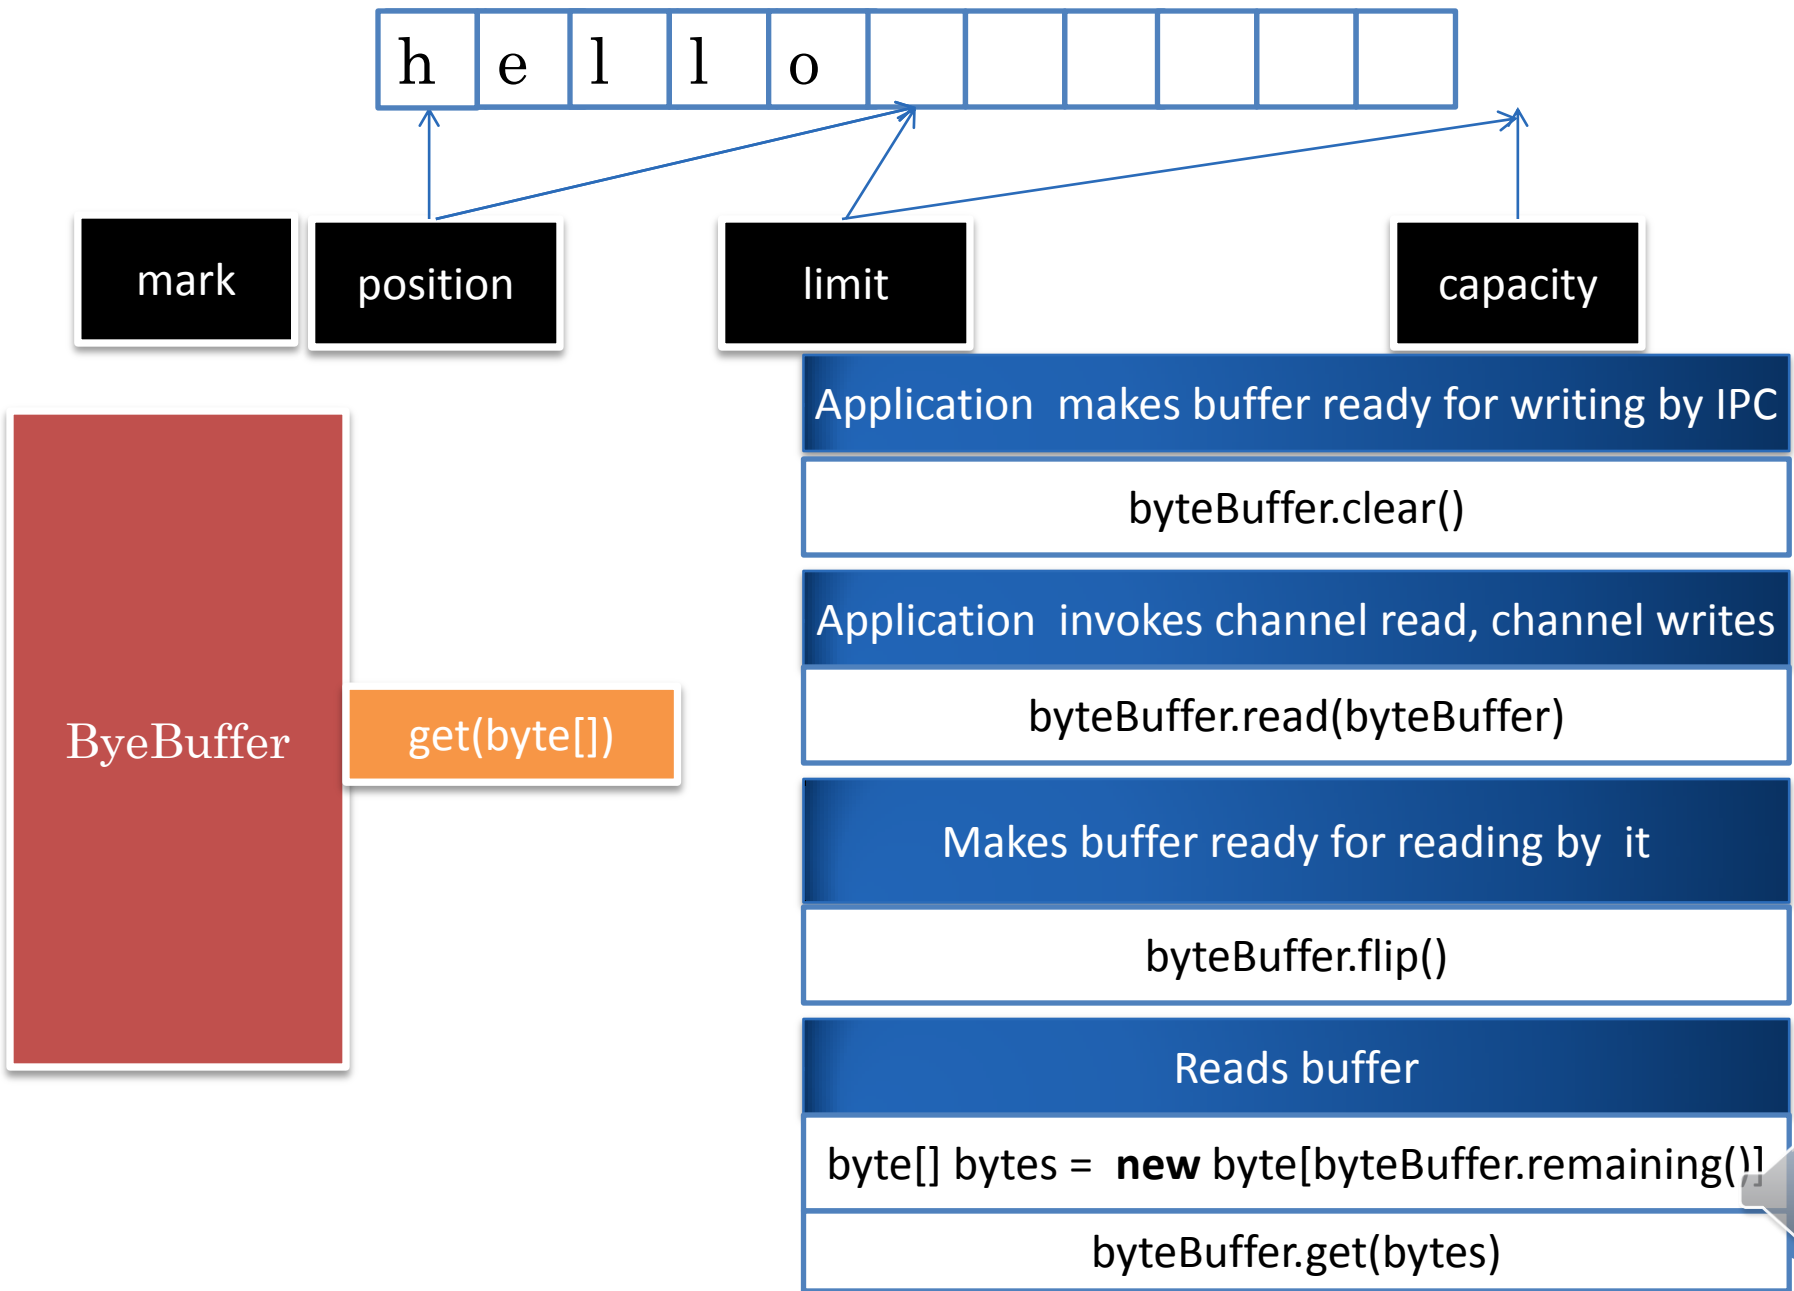 h e l l o
mark position limit capacity
Application makes buffer ready for writing by IPC
byteBuffer.clear()
Application invokes channel read, channel writes
byteBuffer.read(byteBuffer)
ByeBuffer get(byte[])
Makes buffer ready for reading by it
byteBuffer.flip()
Reads buffer
byte[] bytes = new byte[byteBuffer.remaining()]
byteBuffer.get(bytes)